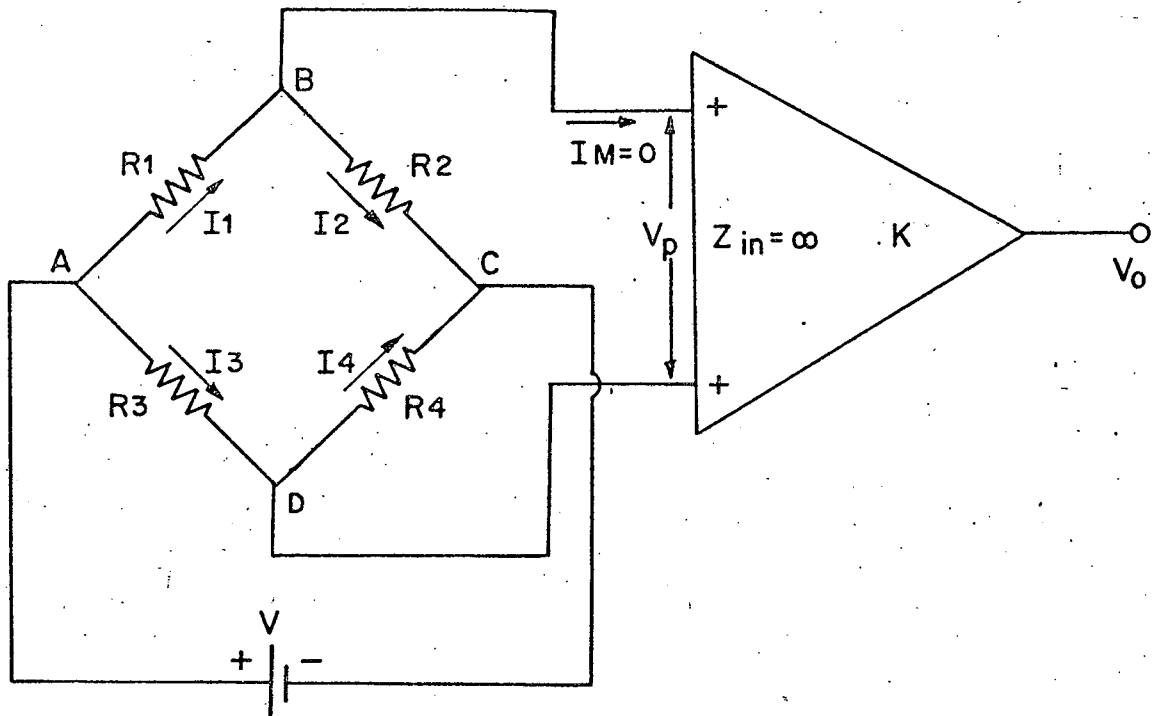 B
+
IM=0
R1
R2
I1
I2
Vp
Zin=∞
K
A
C
Vo
I3
I4
R3
R4
+
D
V
+
-